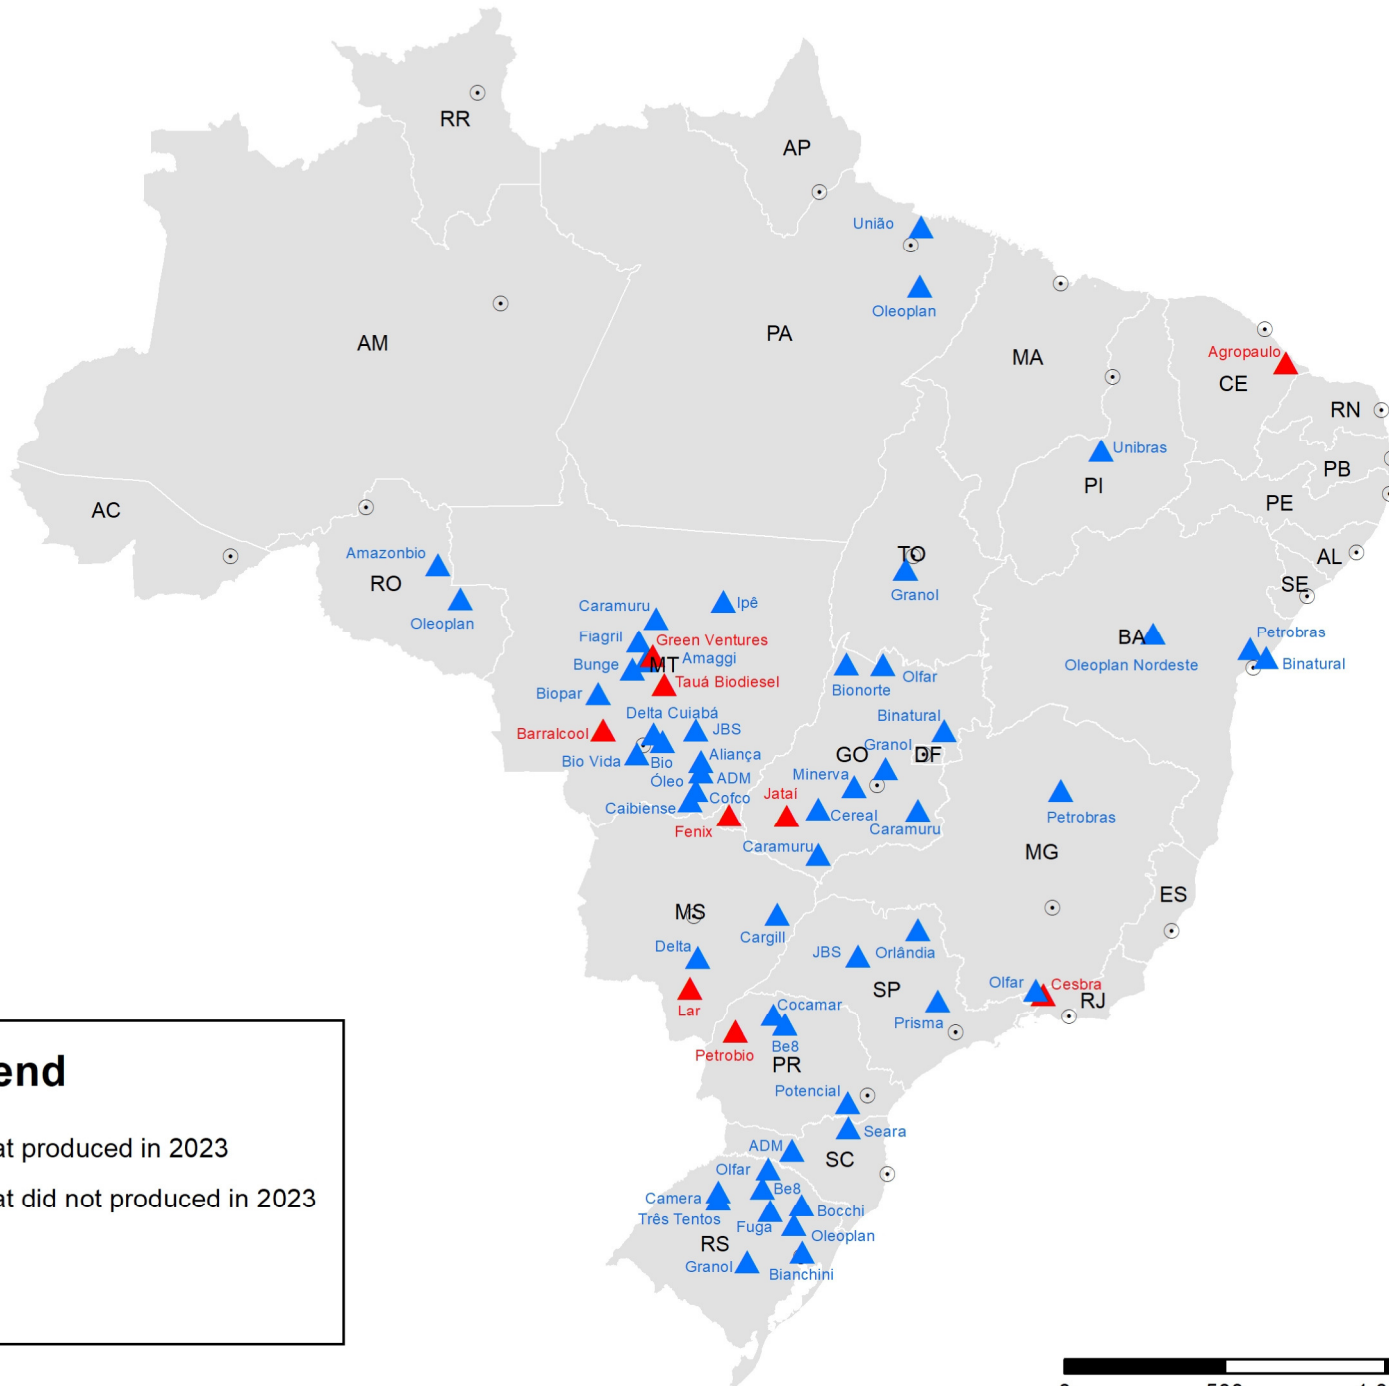 RR
AP
União
Oleoplan
AM
PA
MA
Agropaulo
CE
RN
Unibras
PB
PI
PE
AC
AL
SE
TO
Granol
Amazonbio
RO
Oleoplan
Caramuru
Ipê
Fiagril
Green Ventures
Bunge
MT
Amaggi
Tauá Biodiesel
Biopar
BA
Petrobras
Oleoplan Nordeste
Binatural
Bionorte
Olfar
Delta Cuiabá
Barralcool
JBS
Binatural
Granol
Bio Vida
Bio
Óleo
Aliança
ADM
GO
DF
Minerva
Caibiense
Cofco
Jataí
Cereal
Caramuru
Petrobras
Fenix
Caramuru
MG
ES
MS
Cargill
Delta
JBS
Orlândia
SP
Lar
Olfar
Cesbra
RJ
Prisma
Cocamar
Be8
Petrobio
PR
Potencial
Seara
ADM
SC
Olfar
Camera
Be8
Três Tentos
Fuga
Bocchi
Oleoplan
RS
Granol
Bianchini
end
at produced in 2023
at did not produced in 2023